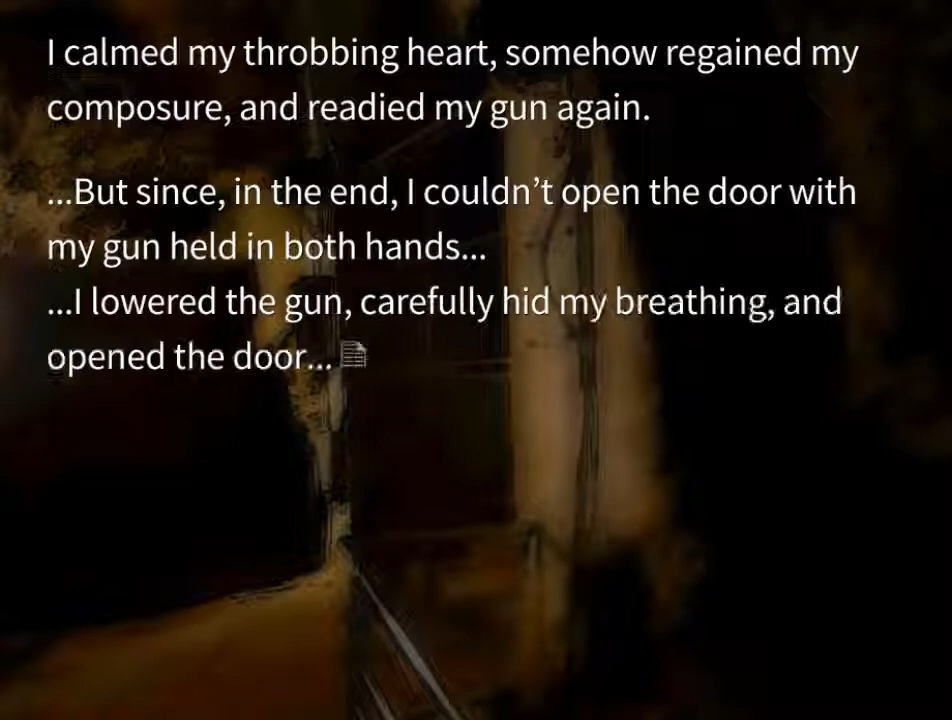 I calmed my throbbing heart, somehow regained my
composure, and readied my gun again.
...But since, in the end, I couldn’t open the door with
my gun held in both hands...
...I lowered the gun, carefully hid my breathing, and
opened the door...